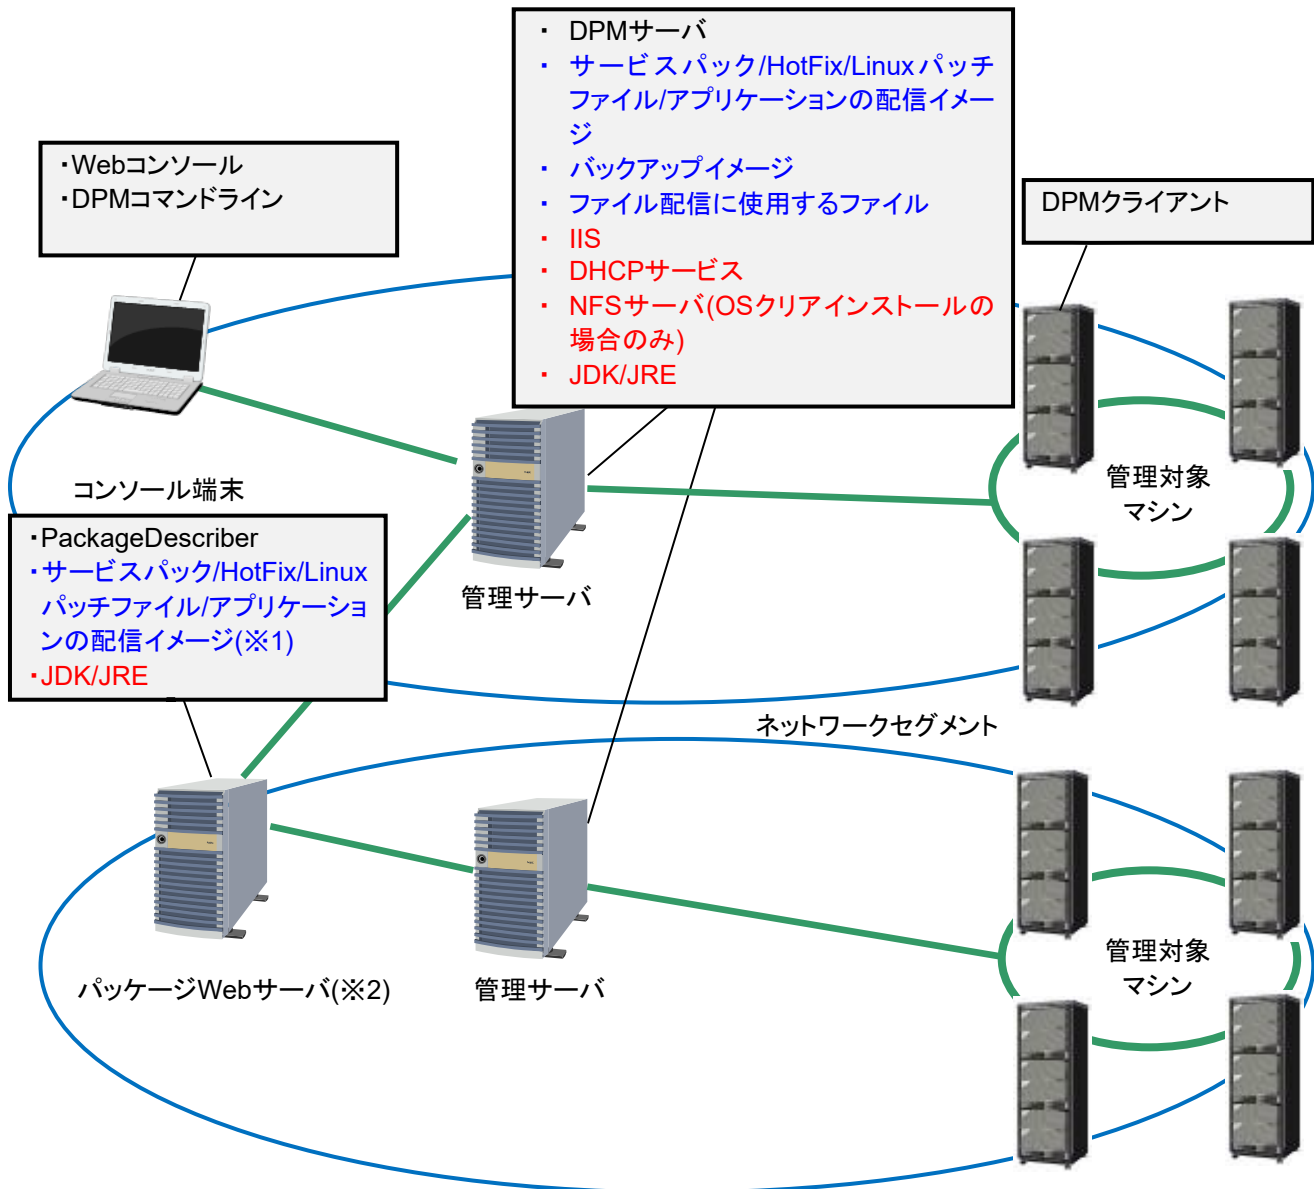 ・ DPMサーバ
・ サービスパック/HotFix/Linux パッチ
ファイル/アプリケーションの配信イメー
ジ
・ バックアップイメージ
・ ファイル配信に使用するファイル
・ IIS
・ DHCPサービス
・ NFSサーバ(OSクリアインストールの
場合のみ)
・ JDK/JRE
・Webコンソール
・DPMコマンドライン
DPMクライアント
コンソール端末
管理対象
マシン
・PackageDescriber
・サービスパック/HotFix/Linux
パッチファイル/アプリケーショ
ンの配信イメージ(※1)
・JDK/JRE
管理サーバ
ネットワークセグメント
パッケージWebサーバ(※2)
管理サーバ
管理対象
マシン